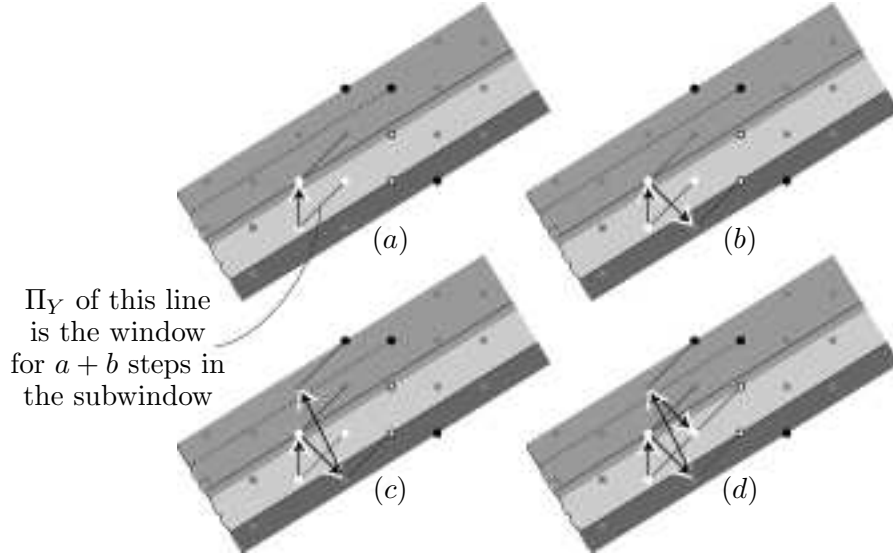 (a)
(b)
Π_Y of this line
is the window
for a + b steps in
the subwindow
(c)
(d)